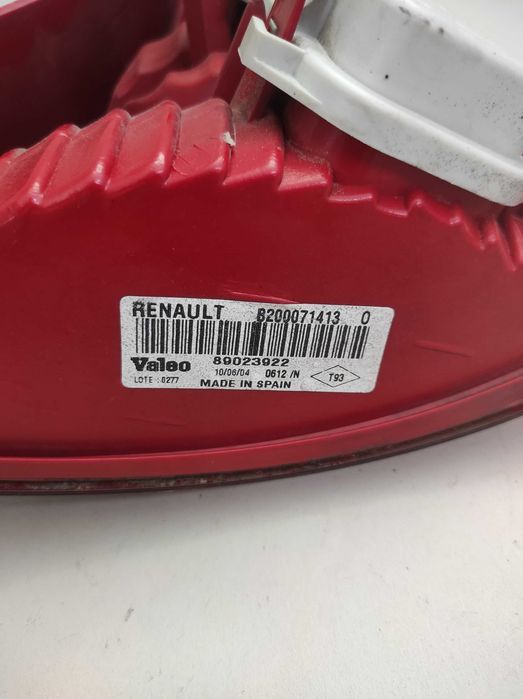 RENAULT 8200071413 0
89023922
Valeo 10/06/04 0612 /N T93
LOTE : 0277 MADE IN SPAIN